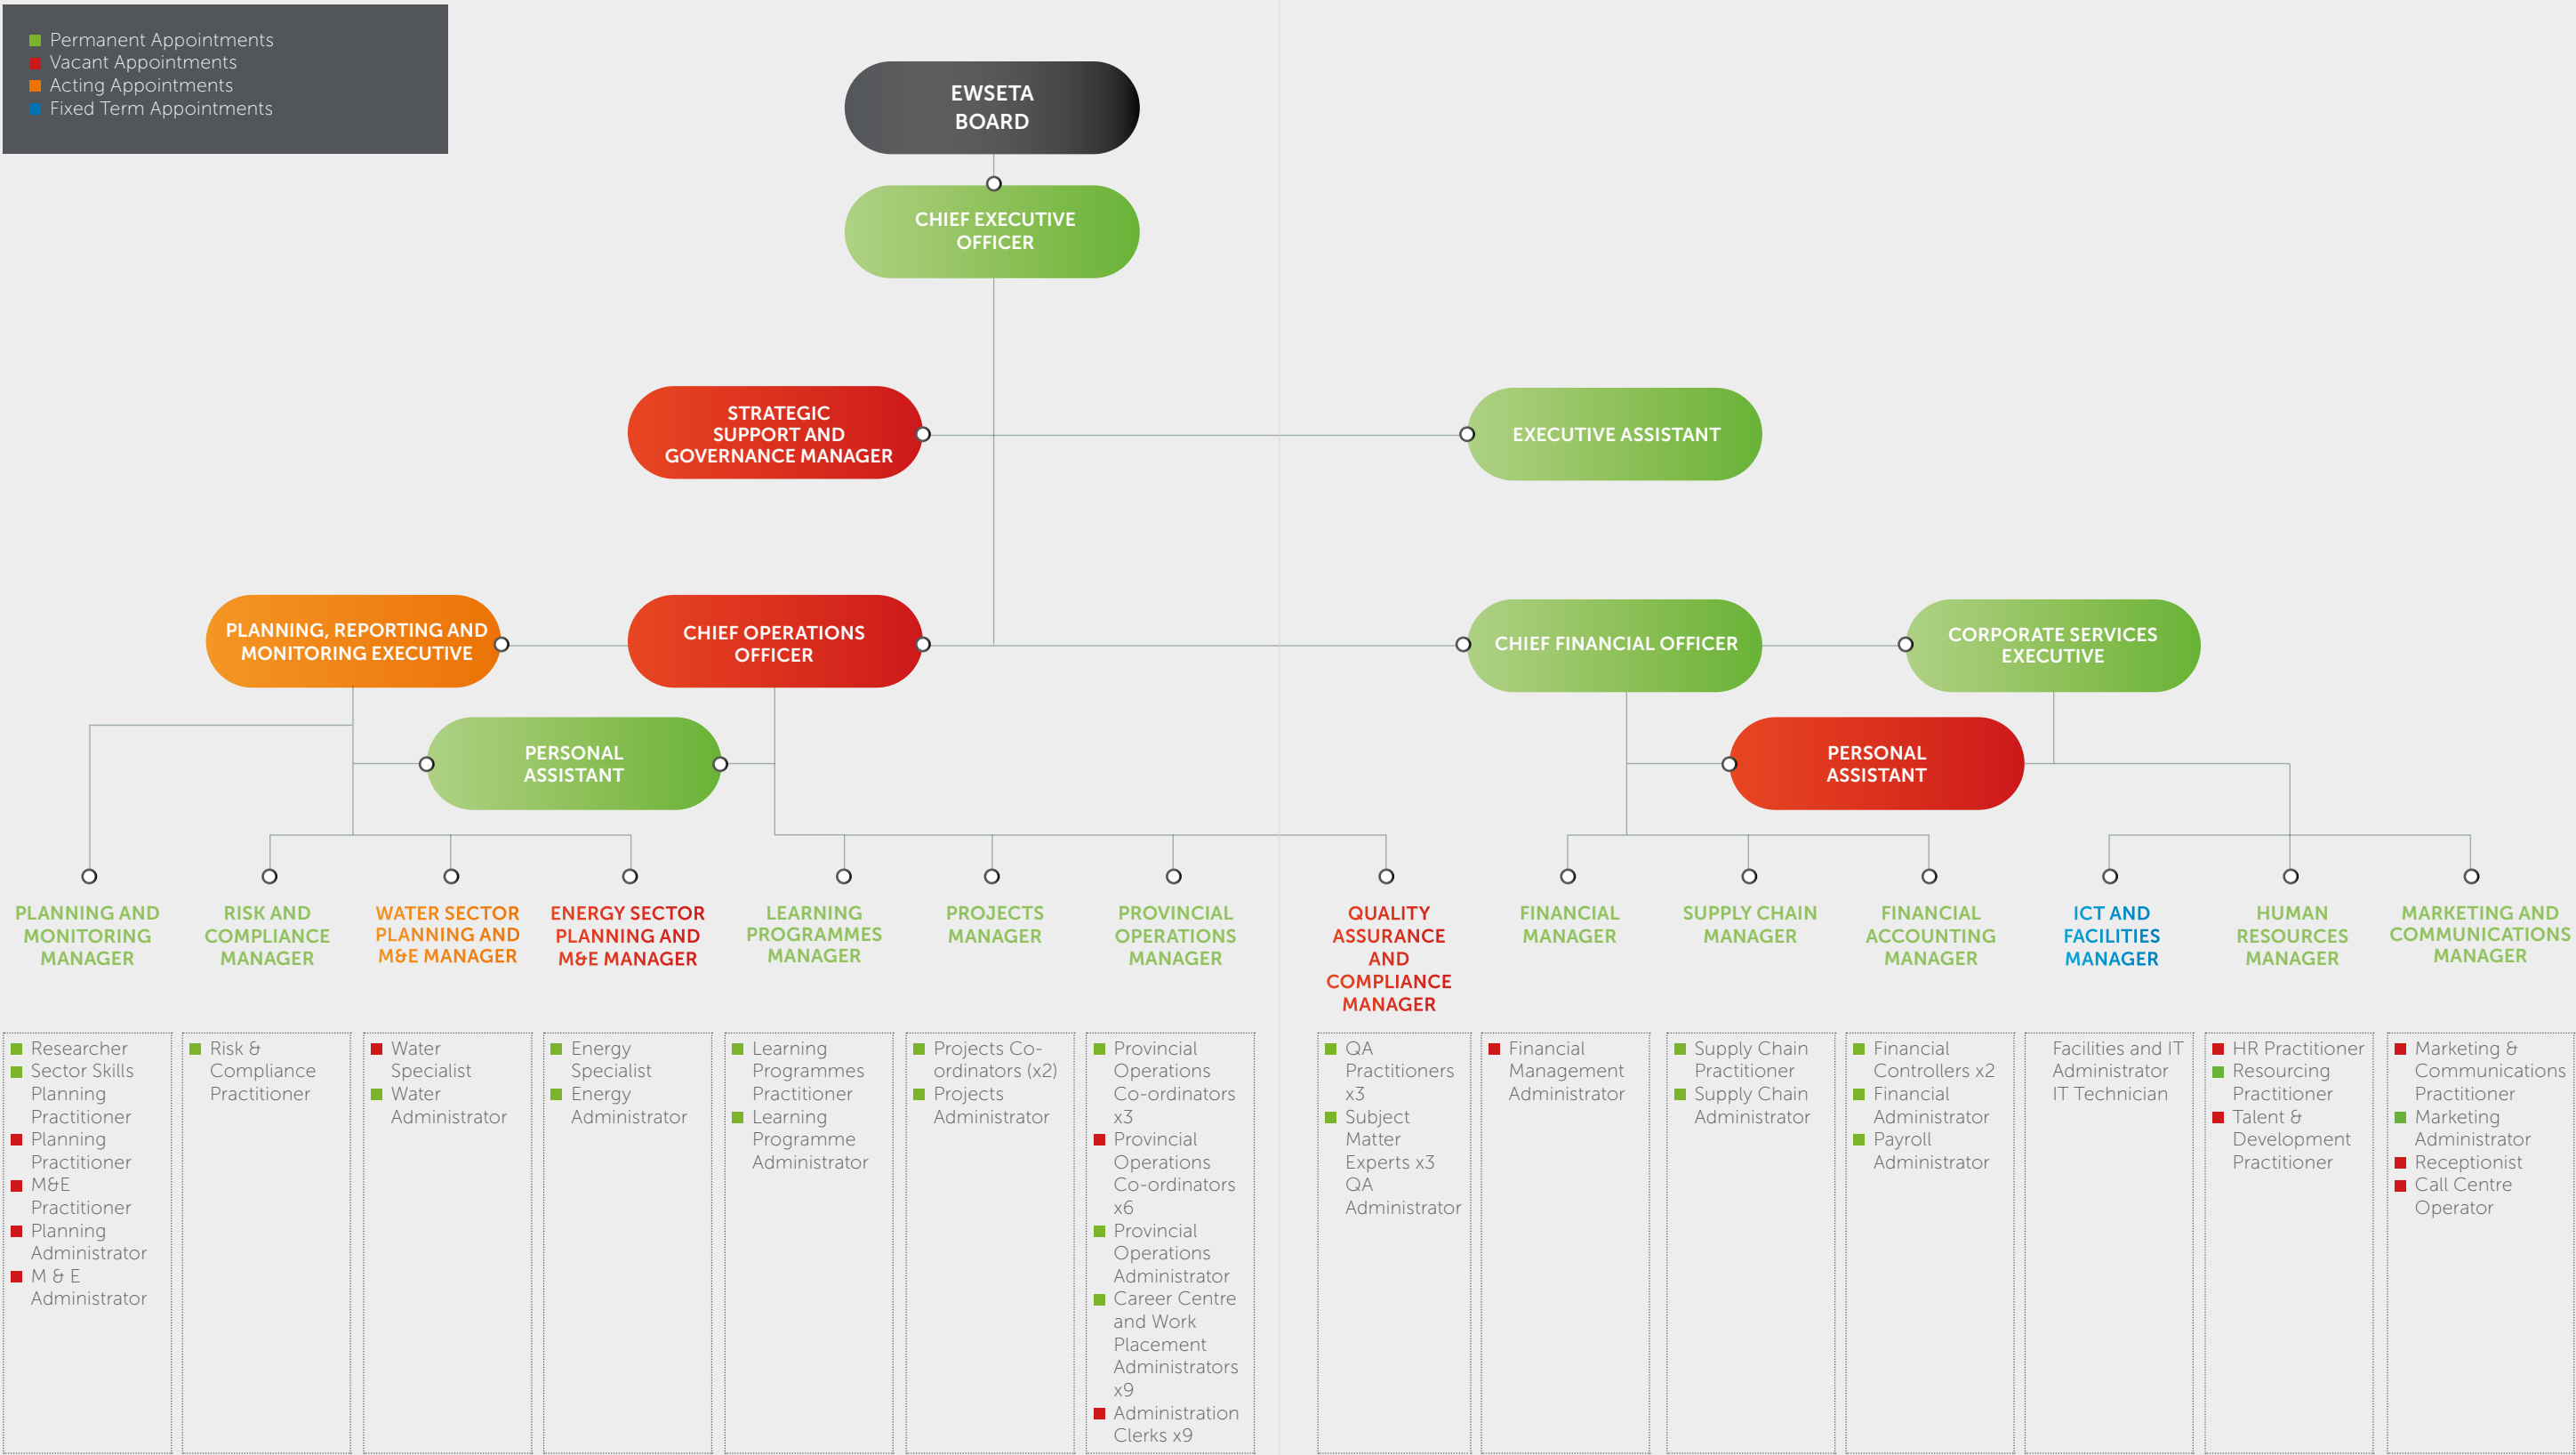 Permanent Appointments
Vacant Appointments
Acting Appointments
Fixed Term Appointments
EWSETA
BOARD
CHIEF EXECUTIVE
OFFICER
STRATEGIC
SUPPORT AND
GOVERNANCE MANAGER
EXECUTIVE ASSISTANT
PLANNING, REPORTING AND
MONITORING EXECUTIVE
CHIEF OPERATIONS
OFFICER
CHIEF FINANCIAL OFFICER
CORPORATE SERVICES
EXECUTIVE
PERSONAL
ASSISTANT
PERSONAL
ASSISTANT
PLANNING AND
MONITORING
MANAGER
RISK AND
COMPLIANCE
MANAGER
WATER SECTOR
PLANNING AND
M&E MANAGER
ENERGY SECTOR
PLANNING AND
M&E MANAGER
LEARNING
PROGRAMMES
MANAGER
PROJECTS
MANAGER
PROVINCIAL
OPERATIONS
MANAGER
QUALITY
ASSURANCE
AND
COMPLIANCE
MANAGER
FINANCIAL
MANAGER
SUPPLY CHAIN
MANAGER
FINANCIAL
ACCOUNTING
MANAGER
ICT AND
FACILITIES
MANAGER
HUMAN
RESOURCES
MANAGER
MARKETING AND
COMMUNICATIONS
MANAGER
Researcher
Sector Skills
Planning
Practitioner
Planning
Practitioner
M&E
Practitioner
Planning
Administrator
M & E
Administrator
Risk &
Compliance
Practitioner
Water
Specialist
Water
Administrator
Energy
Specialist
Energy
Administrator
Learning
Programmes
Practitioner
Learning
Programme
Administrator
Projects Co-
ordinators (x2)
Projects
Administrator
Provincial
Operations
Co-ordinators
x3
Provincial
Operations
Co-ordinators
x6
Provincial
Operations
Administrator
Career Centre
and Work
Placement
Administrators
x9
Administration
Clerks x9
QA
Practitioners
x3
Subject
Matter
Experts x3
QA
Administrator
Financial
Management
Administrator
Supply Chain
Practitioner
Supply Chain
Administrator
Financial
Controllers x2
Financial
Administrator
Payroll
Administrator
Facilities and IT
Administrator
IT Technician
HR Practitioner
Resourcing
Practitioner
Talent &
Development
Practitioner
Marketing &
Communications
Practitioner
Marketing
Administrator
Receptionist
Call Centre
Operator